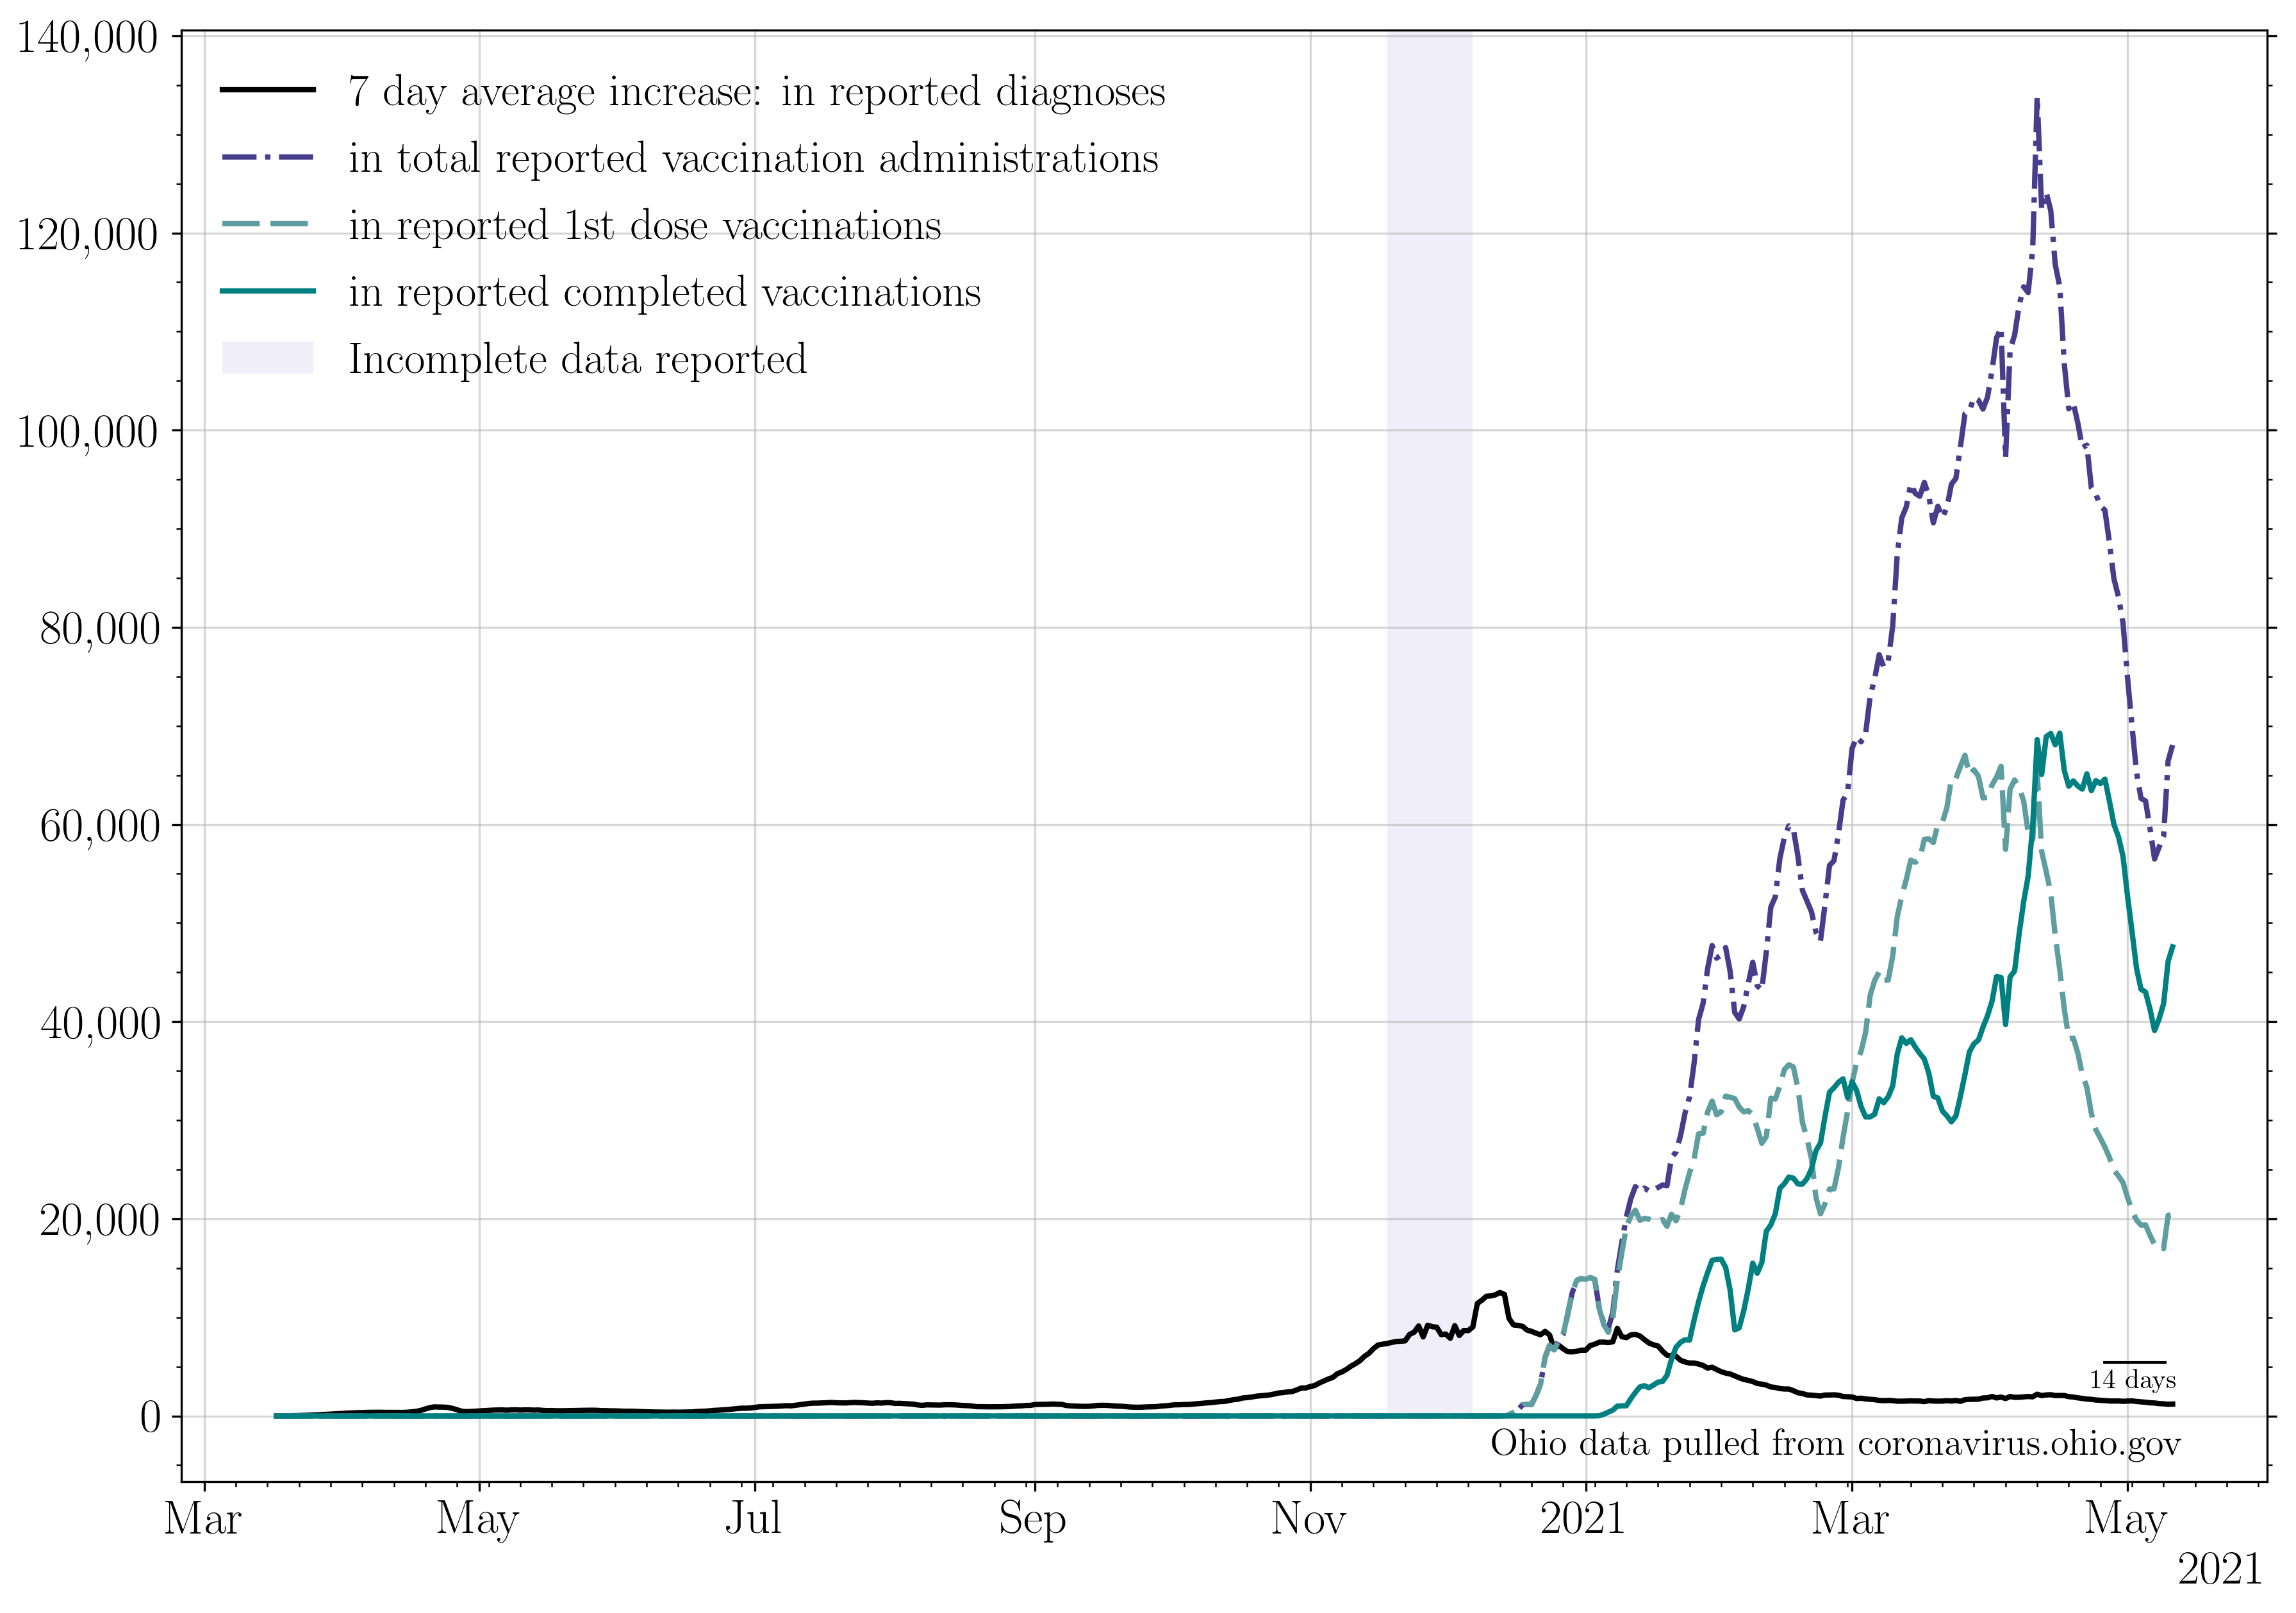 140,000
120,000
100,000
80,000
60,000
40,000
20,000
0
7 day average increase: in reported diagnoses
in total reported vaccination administrations
in reported 1st dose vaccinations
in reported completed vaccinations
Incomplete data reported
14 days
Ohio data pulled from coronavirus.ohio.gov
Mar May Jul Sep Nov 2021 Mar May
2021